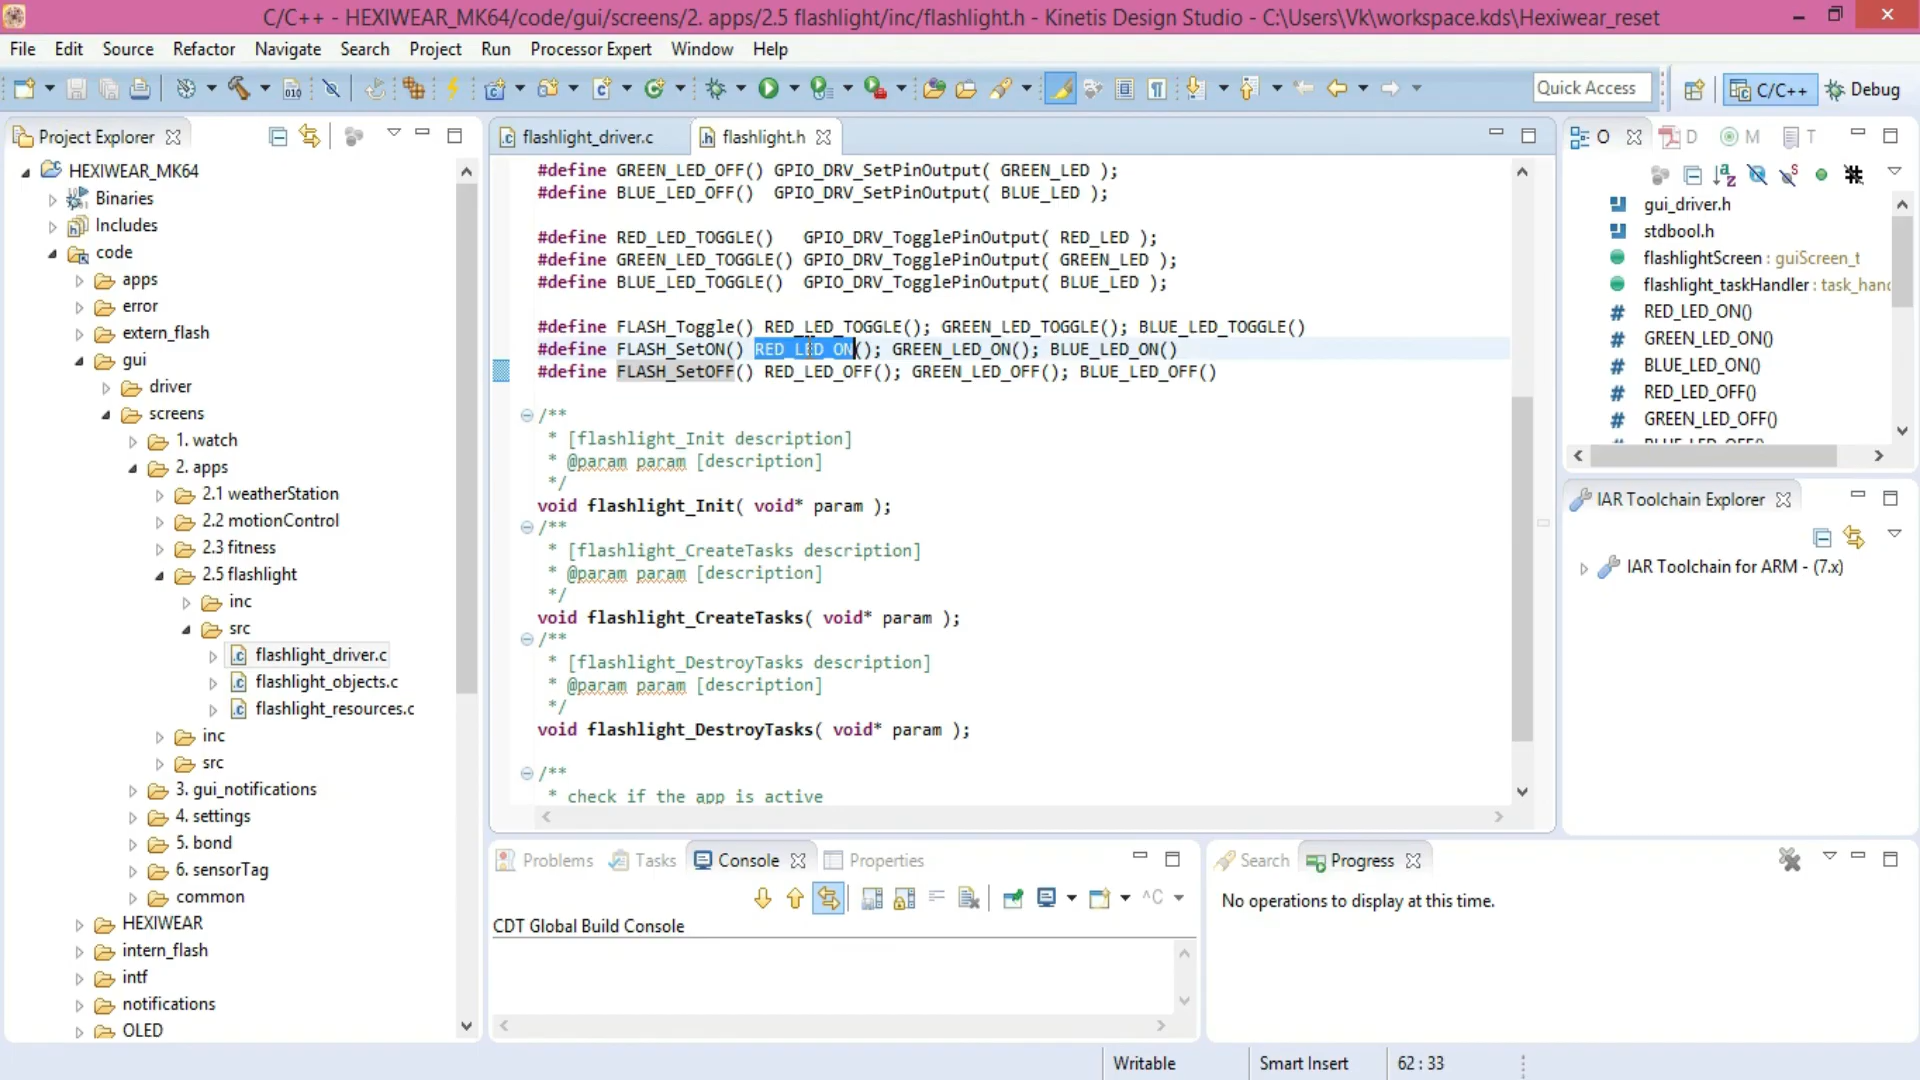 C/C++ - HEXIWEAR_MK64/code/gui/screens/2. apps/2.5 flashlight/inc/flashlight.h - Kinetis Design Studio - C:\Users\Vk\workspace.kds\Hexiwear_reset
File Edit Source Refactor Navigate Search Project Run Processor Expert Window Help
010 Quick Access C/C++ Debug
Project Explorer
HEXIWEAR_MK64
Binaries
Includes
code
apps
error
extern_flash
gui
driver
screens
1. watch
2. apps
2.1 weatherStation
2.2 motionControl
2.3 fitness
2.5 flashlight
inc
src
flashlight_driver.c
flashlight_objects.c
flashlight_resources.c
inc
src
3. gui_notifications
4. settings
5. bond
6. sensorTag
common
HEXIWEAR
intern_flash
intf
notifications
OLED
flashlight_driver.c flashlight.h
#define GREEN_LED_OFF() GPIO_DRV_SetPinOutput( GREEN_LED );
#define BLUE_LED_OFF()  GPIO_DRV_SetPinOutput( BLUE_LED );
#define RED_LED_TOGGLE()   GPIO_DRV_TogglePinOutput( RED_LED );
#define GREEN_LED_TOGGLE() GPIO_DRV_TogglePinOutput( GREEN_LED );
#define BLUE_LED_TOGGLE()  GPIO_DRV_TogglePinOutput( BLUE_LED );
#define FLASH_Toggle() RED_LED_TOGGLE(); GREEN_LED_TOGGLE(); BLUE_LED_TOGGLE()
#define FLASH_SetON() RED_LED_ON(); GREEN_LED_ON(); BLUE_LED_ON()
#define FLASH_SetOFF() RED_LED_OFF(); GREEN_LED_OFF(); BLUE_LED_OFF()
/**
* [flashlight_Init description]
* @param param [description]
*/
void flashlight_Init( void* param );
/**
* [flashlight_CreateTasks description]
* @param param [description]
*/
void flashlight_CreateTasks( void* param );
/**
* [flashlight_DestroyTasks description]
* @param param [description]
*/
void flashlight_DestroyTasks( void* param );
/**
* check if the app is active
O D M T
gui_driver.h
stdbool.h
flashlightScreen : guiScreen_t
flashlight_taskHandler : task_hand
# RED_LED_ON()
# GREEN_LED_ON()
# BLUE_LED_ON()
# RED_LED_OFF()
# GREEN_LED_OFF()
# BLUE_LED_OFF()
IAR Toolchain Explorer
IAR Toolchain for ARM - (7.x)
Problems Tasks Console Properties
CDT Global Build Console
Search Progress
No operations to display at this time.
Writable Smart Insert 62 : 33